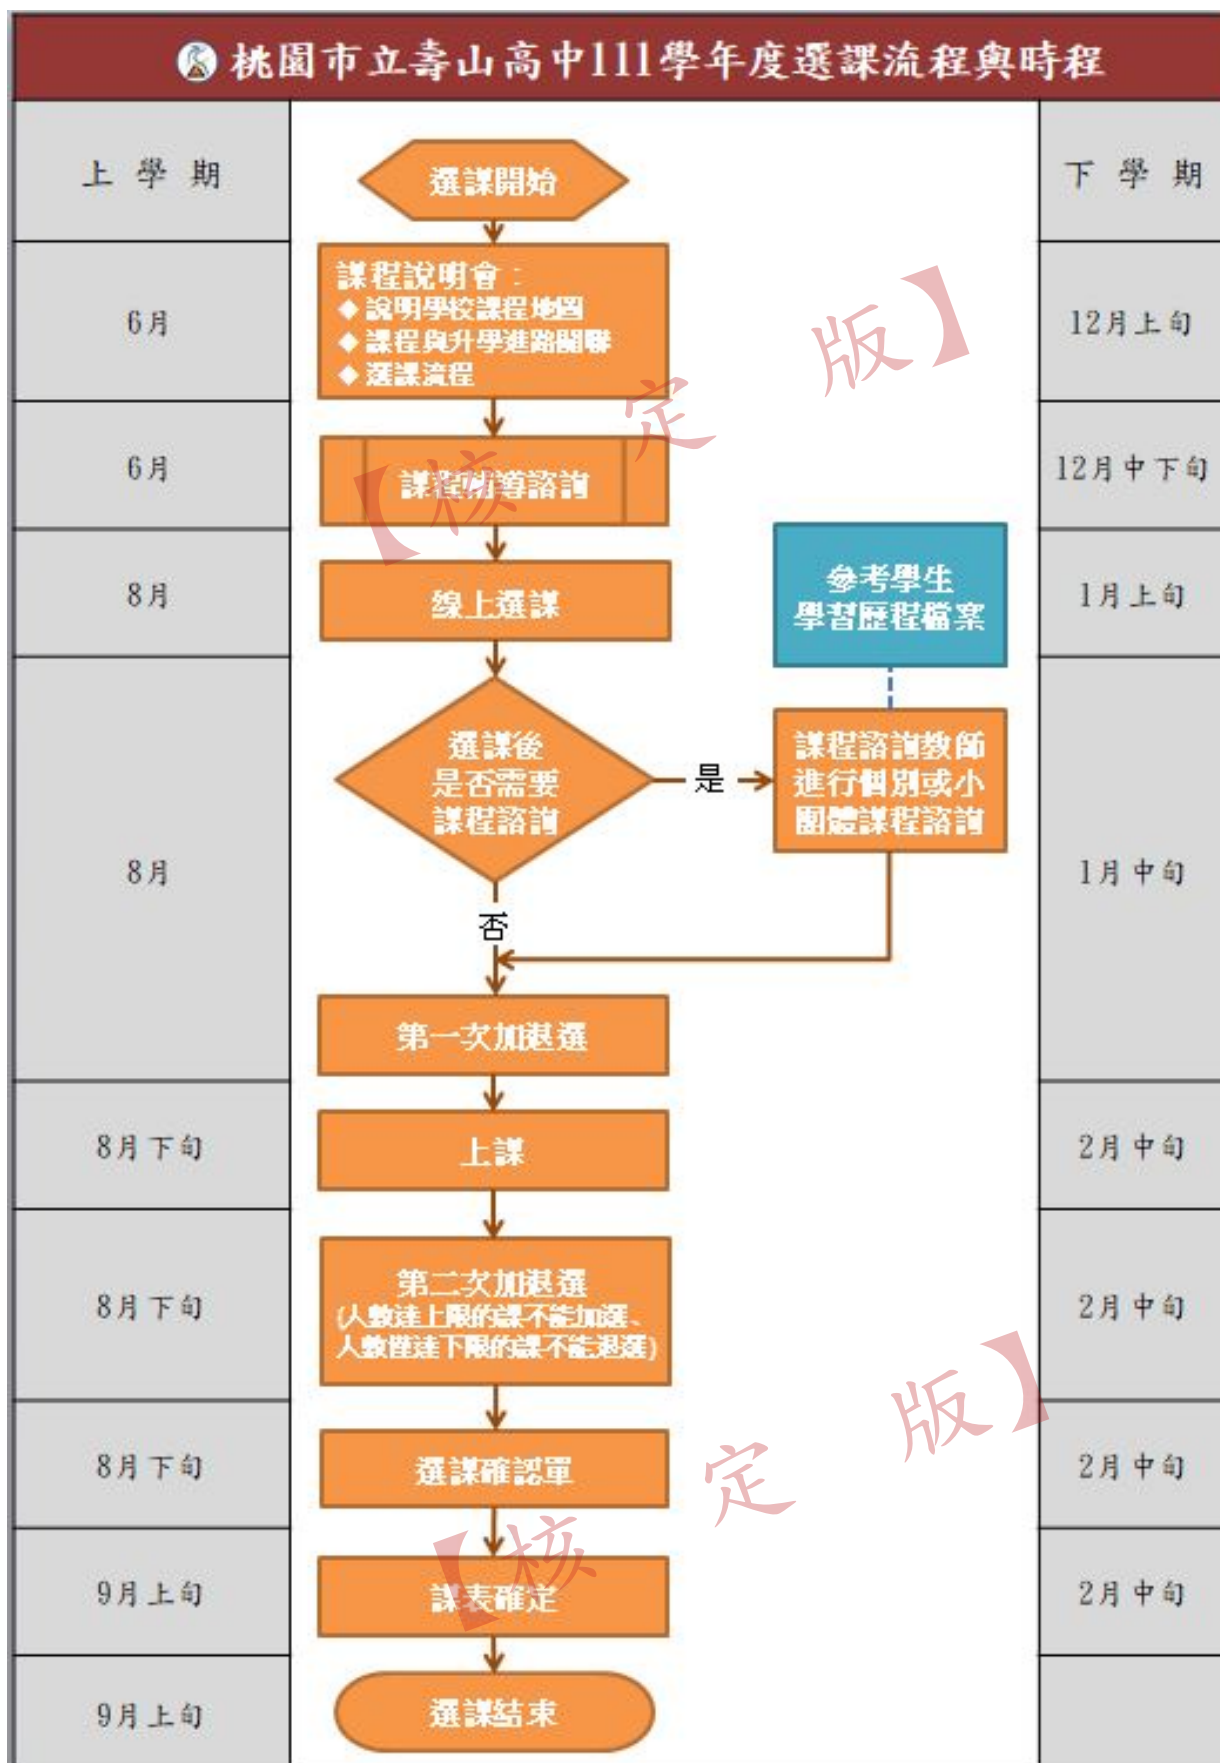 桃園市立壽山高中111學年度選課流程與時程
上學期
選課開始
下學期
6月
課程說明會：
◆ 說明學校課程地圖
◆ 課程與升學進路關聯
◆ 選課流程
12月上旬
6月
課程輔導諮詢
12月中下旬
8月
線上選課
參考學生
學習歷程檔案
1月上旬
8月
選課後
是否需要
課程諮詢
是
課程諮詢教師
進行個別或小
團體課程諮詢
1月中旬
否
第一次加退選
8月下旬
上課
2月中旬
8月下旬
第二次加退選
(人數達上限的課不能加選、
人數僅達下限的課不能退選)
2月中旬
8月下旬
選課確認單
2月中旬
9月上旬
課表確定
2月中旬
9月上旬
選課結束
【核定版】
【核定版】